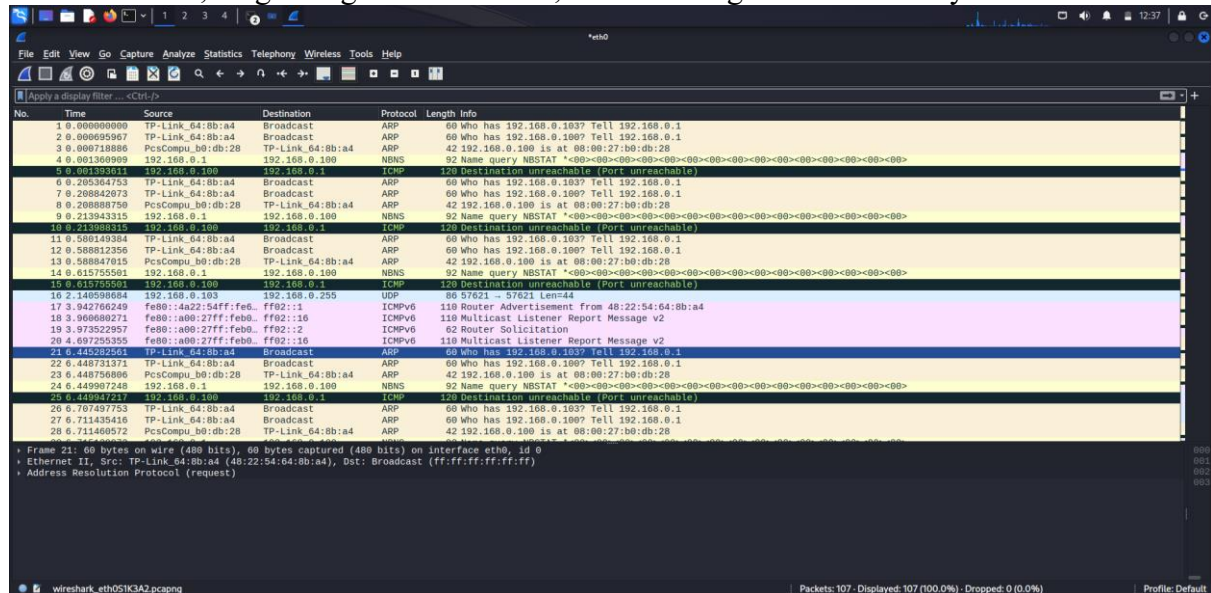 1 2 3 4 12:37
*eth0
File Edit View Go Capture Analyze Statistics Telephony Wireless Tools Help
Apply a display filter ... <Ctrl-/>
No. Time Source Destination Protocol Length Info
1 0.000000000 TP-Link_64:8b:a4 Broadcast ARP 60 Who has 192.168.0.103? Tell 192.168.0.1
2 0.000695967 TP-Link_64:8b:a4 Broadcast ARP 60 Who has 192.168.0.100? Tell 192.168.0.1
3 0.000718886 PcsCompu_b0:db:28 TP-Link_64:8b:a4 ARP 42 192.168.0.100 is at 08:00:27:b0:db:28
4 0.001360909 192.168.0.1 192.168.0.100 NBNS 92 Name query NBSTAT *<00><00><00><00><00><00><00><00><00><00><00><00><00><00><00>
5 0.001393611 192.168.0.100 192.168.0.1 ICMP 120 Destination unreachable (Port unreachable)
6 0.205364753 TP-Link_64:8b:a4 Broadcast ARP 60 Who has 192.168.0.103? Tell 192.168.0.1
7 0.208842073 TP-Link_64:8b:a4 Broadcast ARP 60 Who has 192.168.0.100? Tell 192.168.0.1
8 0.208888750 PcsCompu_b0:db:28 TP-Link_64:8b:a4 ARP 42 192.168.0.100 is at 08:00:27:b0:db:28
9 0.213943315 192.168.0.1 192.168.0.100 NBNS 92 Name query NBSTAT *<00><00><00><00><00><00><00><00><00><00><00><00><00><00><00>
10 0.213988315 192.168.0.100 192.168.0.1 ICMP 120 Destination unreachable (Port unreachable)
11 0.580149384 TP-Link_64:8b:a4 Broadcast ARP 60 Who has 192.168.0.103? Tell 192.168.0.1
12 0.588812356 TP-Link_64:8b:a4 Broadcast ARP 60 Who has 192.168.0.100? Tell 192.168.0.1
13 0.588847015 PcsCompu_b0:db:28 TP-Link_64:8b:a4 ARP 42 192.168.0.100 is at 08:00:27:b0:db:28
14 0.615755501 192.168.0.1 192.168.0.100 NBNS 92 Name query NBSTAT *<00><00><00><00><00><00><00><00><00><00><00><00><00><00><00>
15 0.615755501 192.168.0.100 192.168.0.1 ICMP 120 Destination unreachable (Port unreachable)
16 2.140598684 192.168.0.103 192.168.0.255 UDP 86 57621 → 57621 Len=44
17 3.942766249 fe80::4a22:54ff:fe6… ff02::1 ICMPv6 110 Router Advertisement from 48:22:54:64:8b:a4
18 3.960680271 fe80::a00:27ff:feb0… ff02::16 ICMPv6 110 Multicast Listener Report Message v2
19 3.973522957 fe80::a00:27ff:feb0… ff02::2 ICMPv6 62 Router Solicitation
20 4.697255355 fe80::a00:27ff:feb0… ff02::16 ICMPv6 110 Multicast Listener Report Message v2
21 6.445282561 TP-Link_64:8b:a4 Broadcast ARP 60 Who has 192.168.0.103? Tell 192.168.0.1
22 6.448731371 TP-Link_64:8b:a4 Broadcast ARP 60 Who has 192.168.0.100? Tell 192.168.0.1
23 6.448756806 PcsCompu_b0:db:28 TP-Link_64:8b:a4 ARP 42 192.168.0.100 is at 08:00:27:b0:db:28
24 6.449907248 192.168.0.1 192.168.0.100 NBNS 92 Name query NBSTAT *<00><00><00><00><00><00><00><00><00><00><00><00><00><00><00>
25 6.449947217 192.168.0.100 192.168.0.1 ICMP 120 Destination unreachable (Port unreachable)
26 6.707497753 TP-Link_64:8b:a4 Broadcast ARP 60 Who has 192.168.0.103? Tell 192.168.0.1
27 6.711435416 TP-Link_64:8b:a4 Broadcast ARP 60 Who has 192.168.0.100? Tell 192.168.0.1
28 6.711460572 PcsCompu_b0:db:28 TP-Link_64:8b:a4 ARP 42 192.168.0.100 is at 08:00:27:b0:db:28
Frame 21: 60 bytes on wire (480 bits), 60 bytes captured (480 bits) on interface eth0, id 0
Ethernet II, Src: TP-Link_64:8b:a4 (48:22:54:64:8b:a4), Dst: Broadcast (ff:ff:ff:ff:ff:ff)
Address Resolution Protocol (request)
000
001
002
003
wireshark_eth0S1K3A2.pcapng Packets: 107 · Displayed: 107 (100.0%) · Dropped: 0 (0.0%) Profile: Default